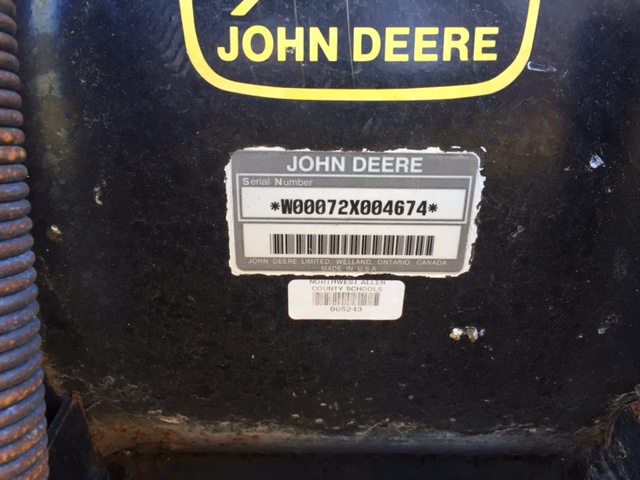 JOHN DEERE
JOHN DEERE
Serial Number
*W00072X004674*
JOHN DEERE LIMITED, WELLAND, ONTARIO, CANADA
MADE IN U.S.A.
NORTHWEST ALLEN
COUNTY SCHOOLS
005243